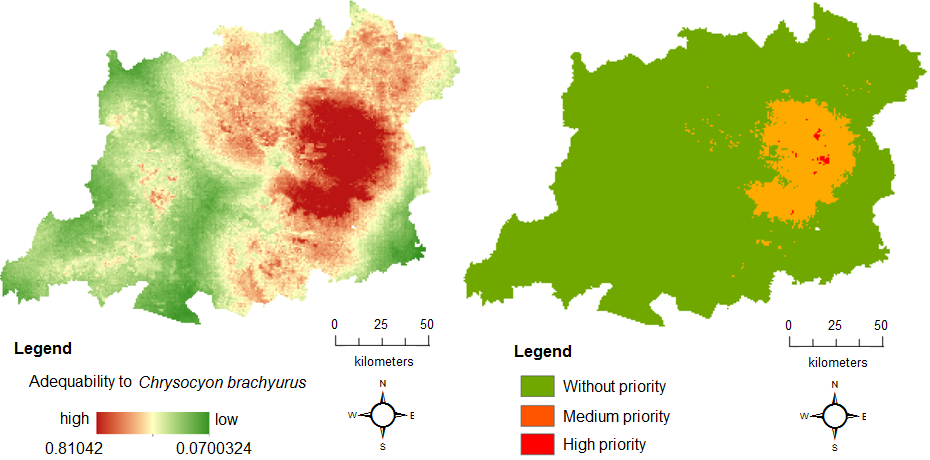 0 25 50
kilometers
Legend
Adequability to Chrysocyon brachyurus
high low
0.81042 0.0700324
N
W E
S
0 25 50
kilometers
Legend
Without priority
Medium priority
High priority
N
W E
S